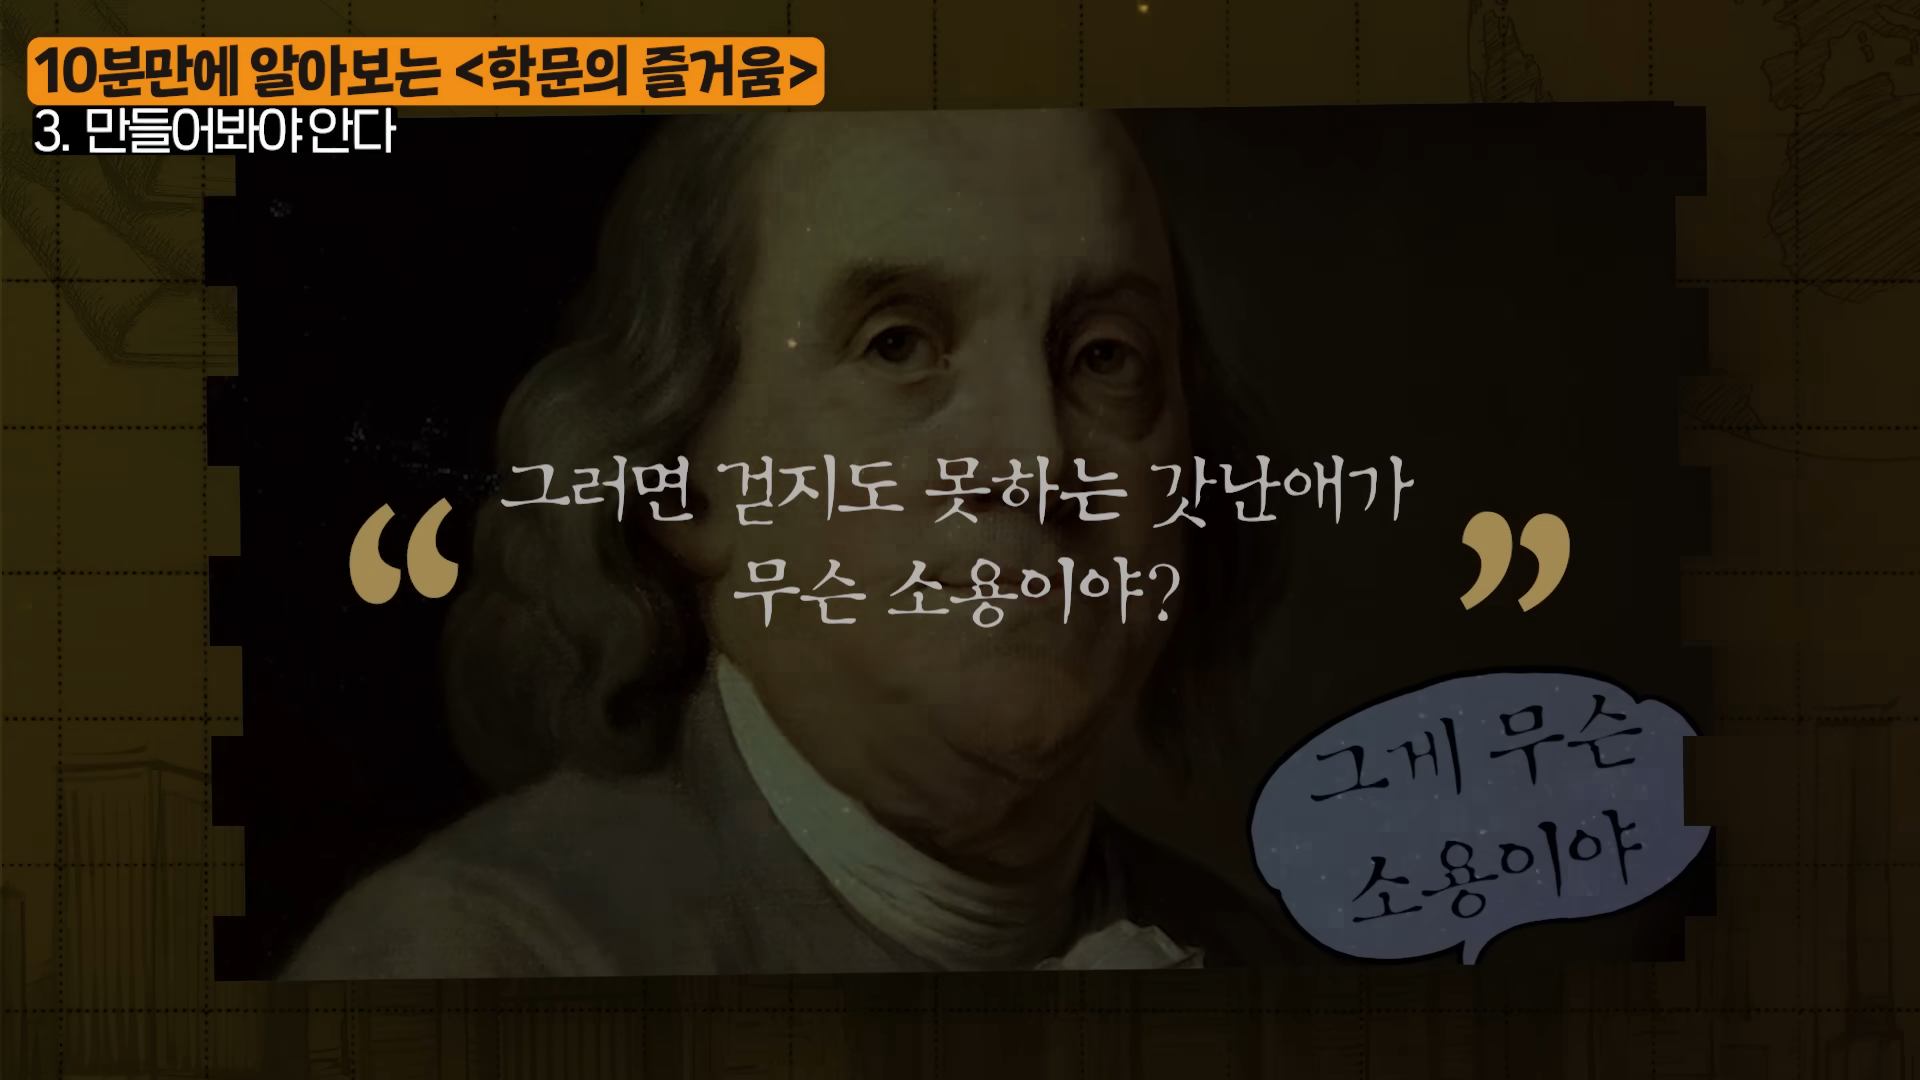 10분만에 알아보는 <학문의 즐거움>
3. 만들어봐야 안다
“그러면 걷지도 못하는 갓난애가
무슨 소용이야?”
그게 무슨
소용이야